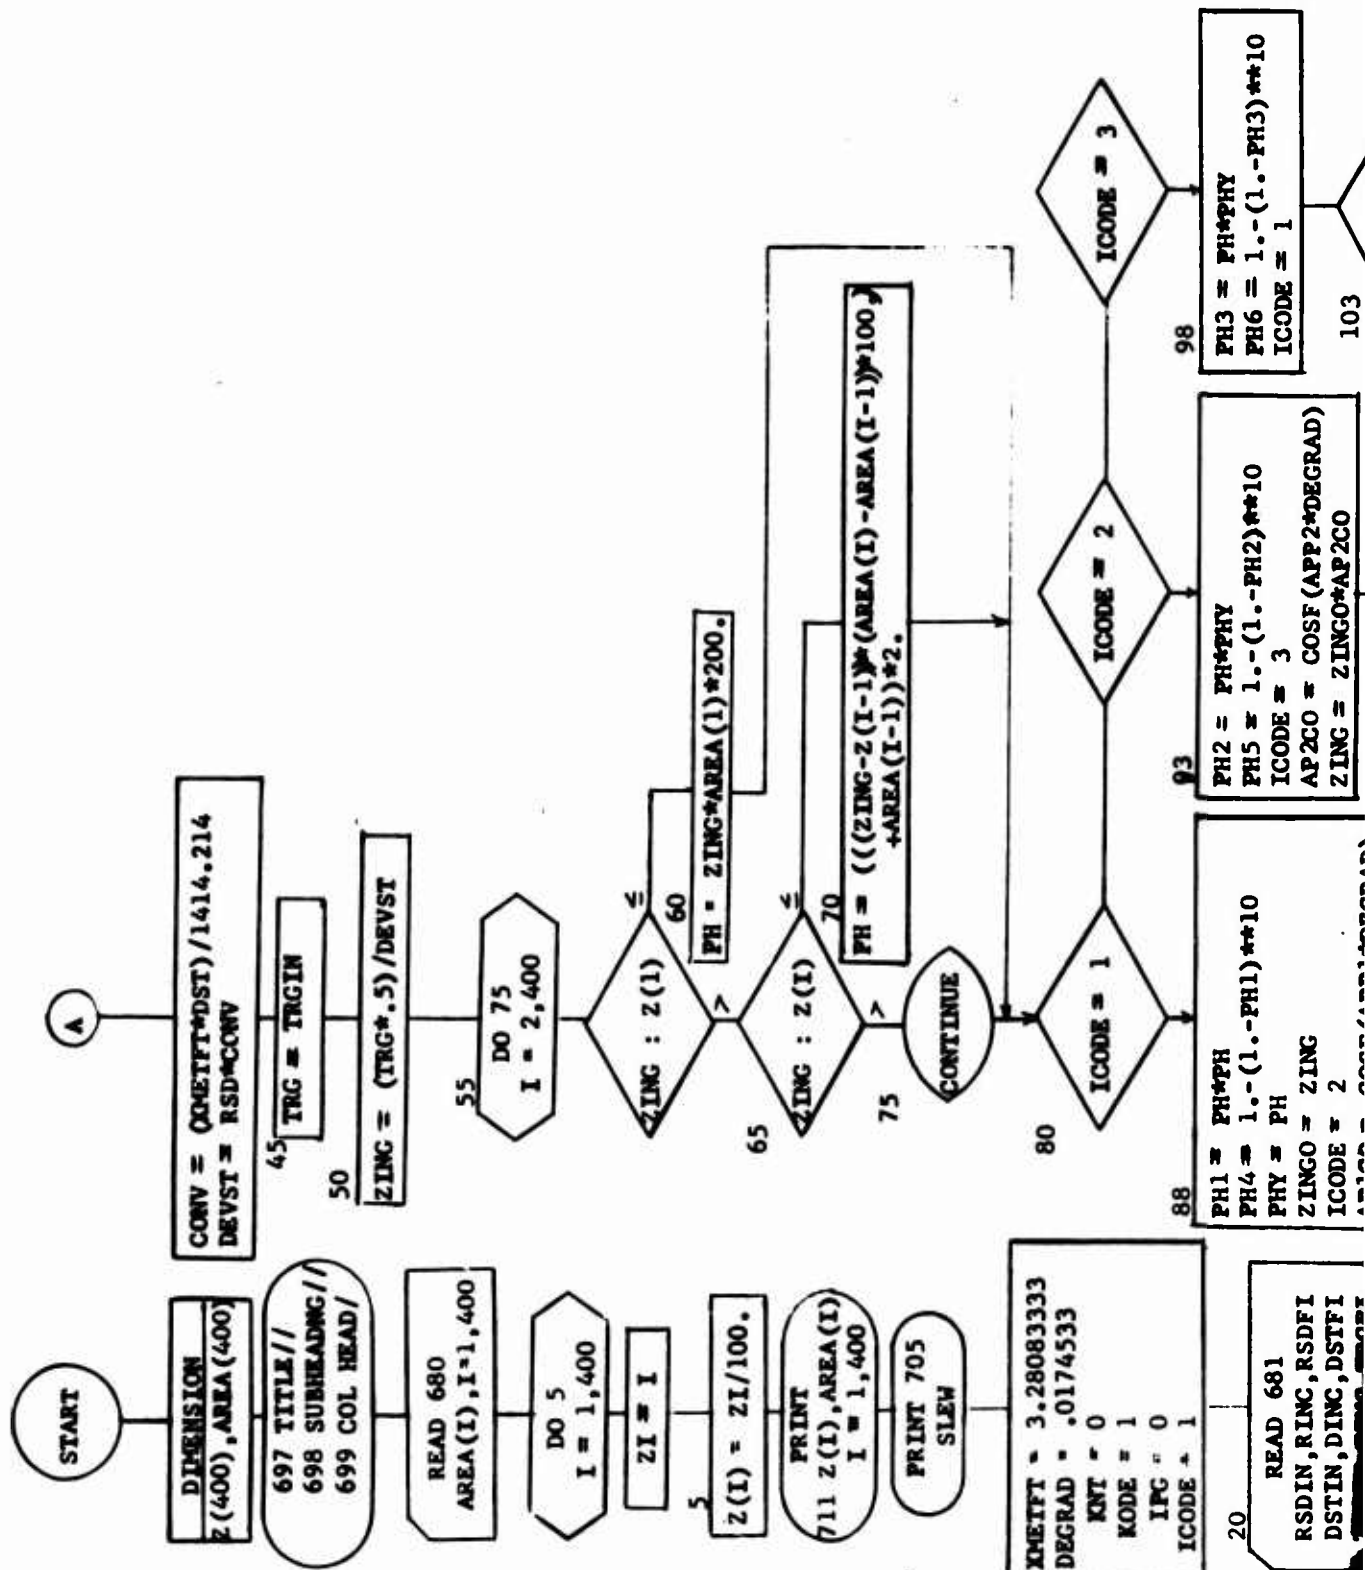 START
DIMENSION
Z(400),AREA(400)
697 TITLE//
698 SUBHEADNG//
699 COL HEAD/
READ 680
AREA(I),I=1,400
DO 5
I = 1,400
ZI = I
5
Z(I) = ZI/100.
PRINT
711 Z(I),AREA(I)
I = 1,400
PRINT 705
SLEW
XMETFT = 3.28083333
DEGRAD = .0174533
KNT = 0
KODE = 1
IPG = 0
ICODE = 1
20
READ 681
RSDIN,RINC,RSDFI
DSTIN,DINC,DSTFI
A
CONV = (XMETFT*DST)/1414.214
DEVST = RSD*CONV
45
TRG = TRGIN
50
ZING = (TRG*.5)/DEVST
55
DO 75
I = 2,400
ZING : Z(1)
≤
>
60
PH = ZING*AREA(1)*200.
65
ZING : Z(I)
≤
>
70
PH = (((ZING-Z(I-1))*(AREA(I)-AREA(I-1))*100.)
+AREA(I-1))*2.
75
CONTINUE
80
ICODE = 1
ICODE = 2
ICODE = 3
88
PH1 = PH*PH
PH4 = 1.-(1.-PH1)**10
PHY = PH
ZINGO = ZING
ICODE = 2
93
PH2 = PH*PHY
PH5 = 1.-(1.-PH2)**10
ICODE = 3
AP2CO = COSF(APP2*DEGRAD)
ZING = ZINGO*AP2CO
98
PH3 = PH*PHY
PH6 = 1.-(1.-PH3)**10
ICODE = 1
103